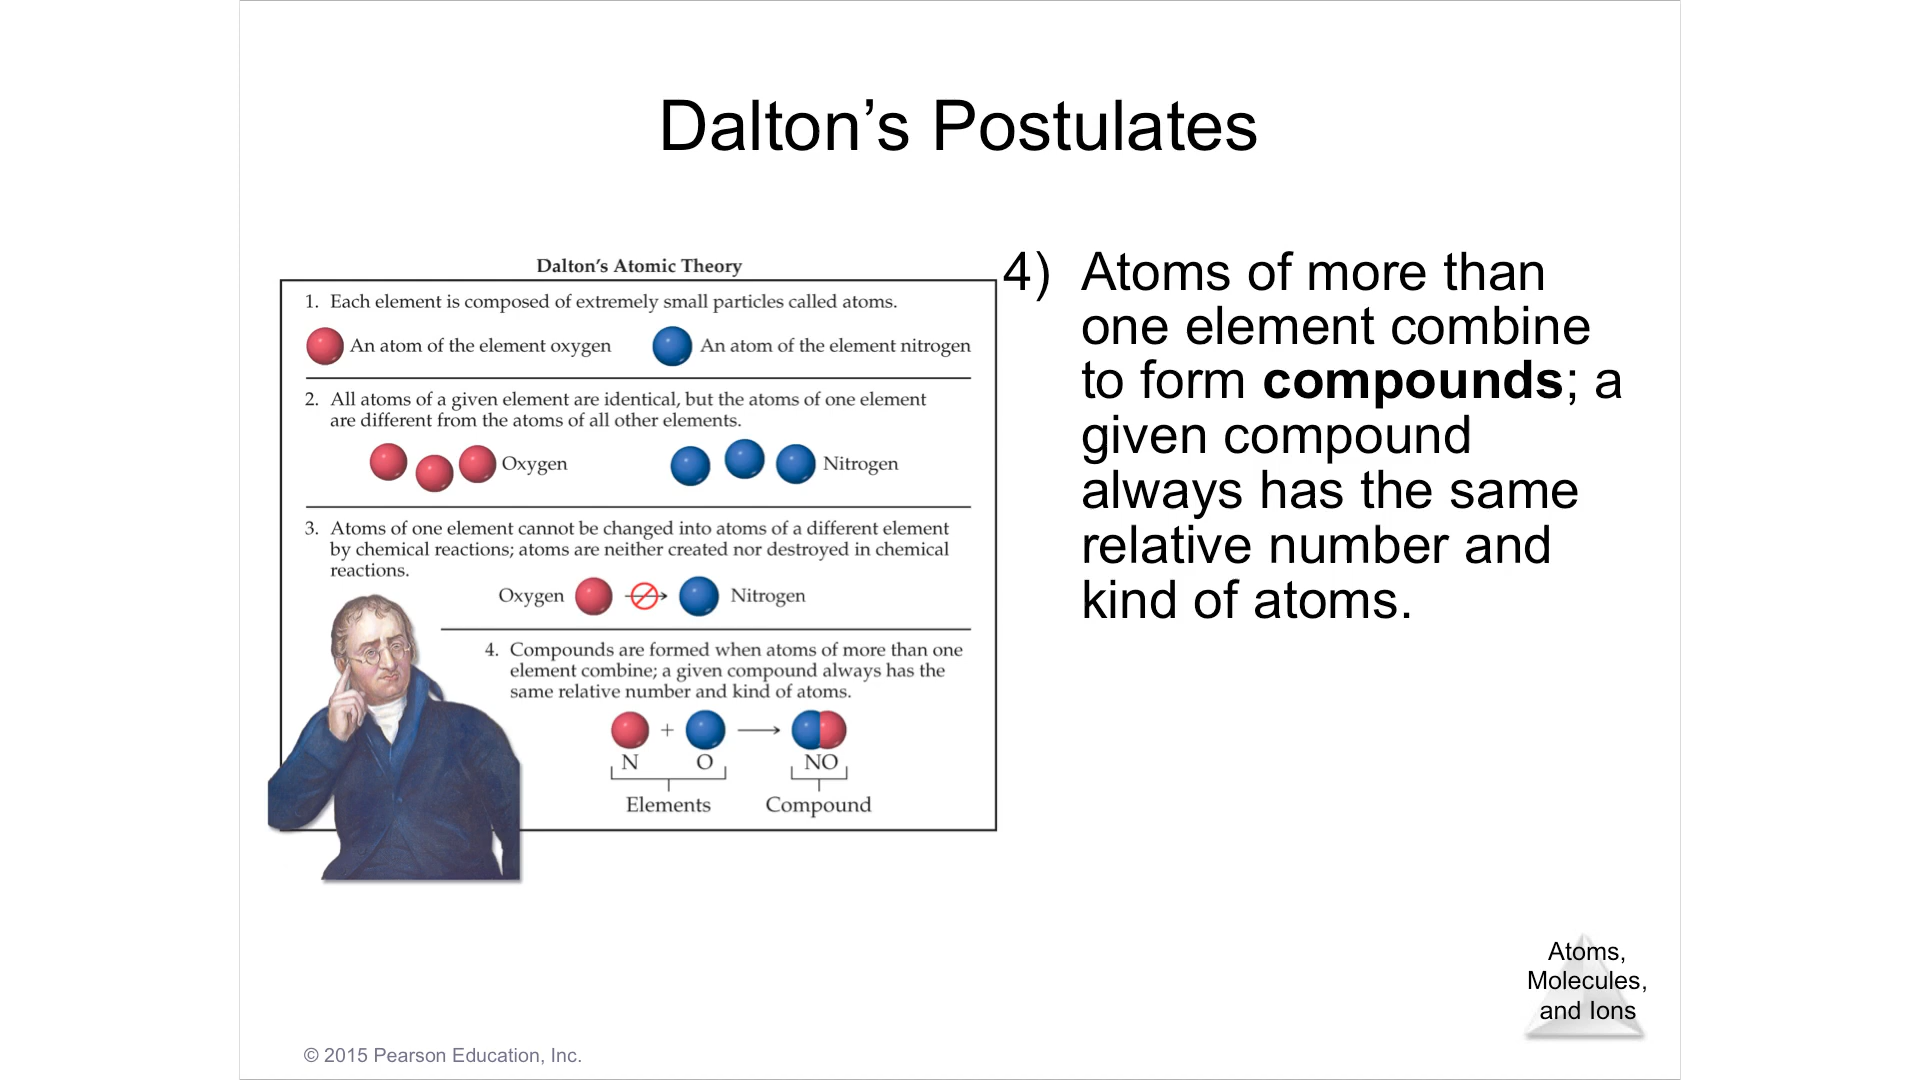 Dalton’s Postulates
Dalton’s Atomic Theory
1. Each element is composed of extremely small particles called atoms.
An atom of the element oxygen
An atom of the element nitrogen
2. All atoms of a given element are identical, but the atoms of one element
are different from the atoms of all other elements.
Oxygen
Nitrogen
3. Atoms of one element cannot be changed into atoms of a different element
by chemical reactions; atoms are neither created nor destroyed in chemical
reactions.
Oxygen
Nitrogen
4. Compounds are formed when atoms of more than one
element combine; a given compound always has the
same relative number and kind of atoms.
+
N
O
NO
Elements
Compound
4) Atoms of more than
one element combine
to form compounds; a
given compound
always has the same
relative number and
kind of atoms.
Atoms,
Molecules,
and Ions
© 2015 Pearson Education, Inc.